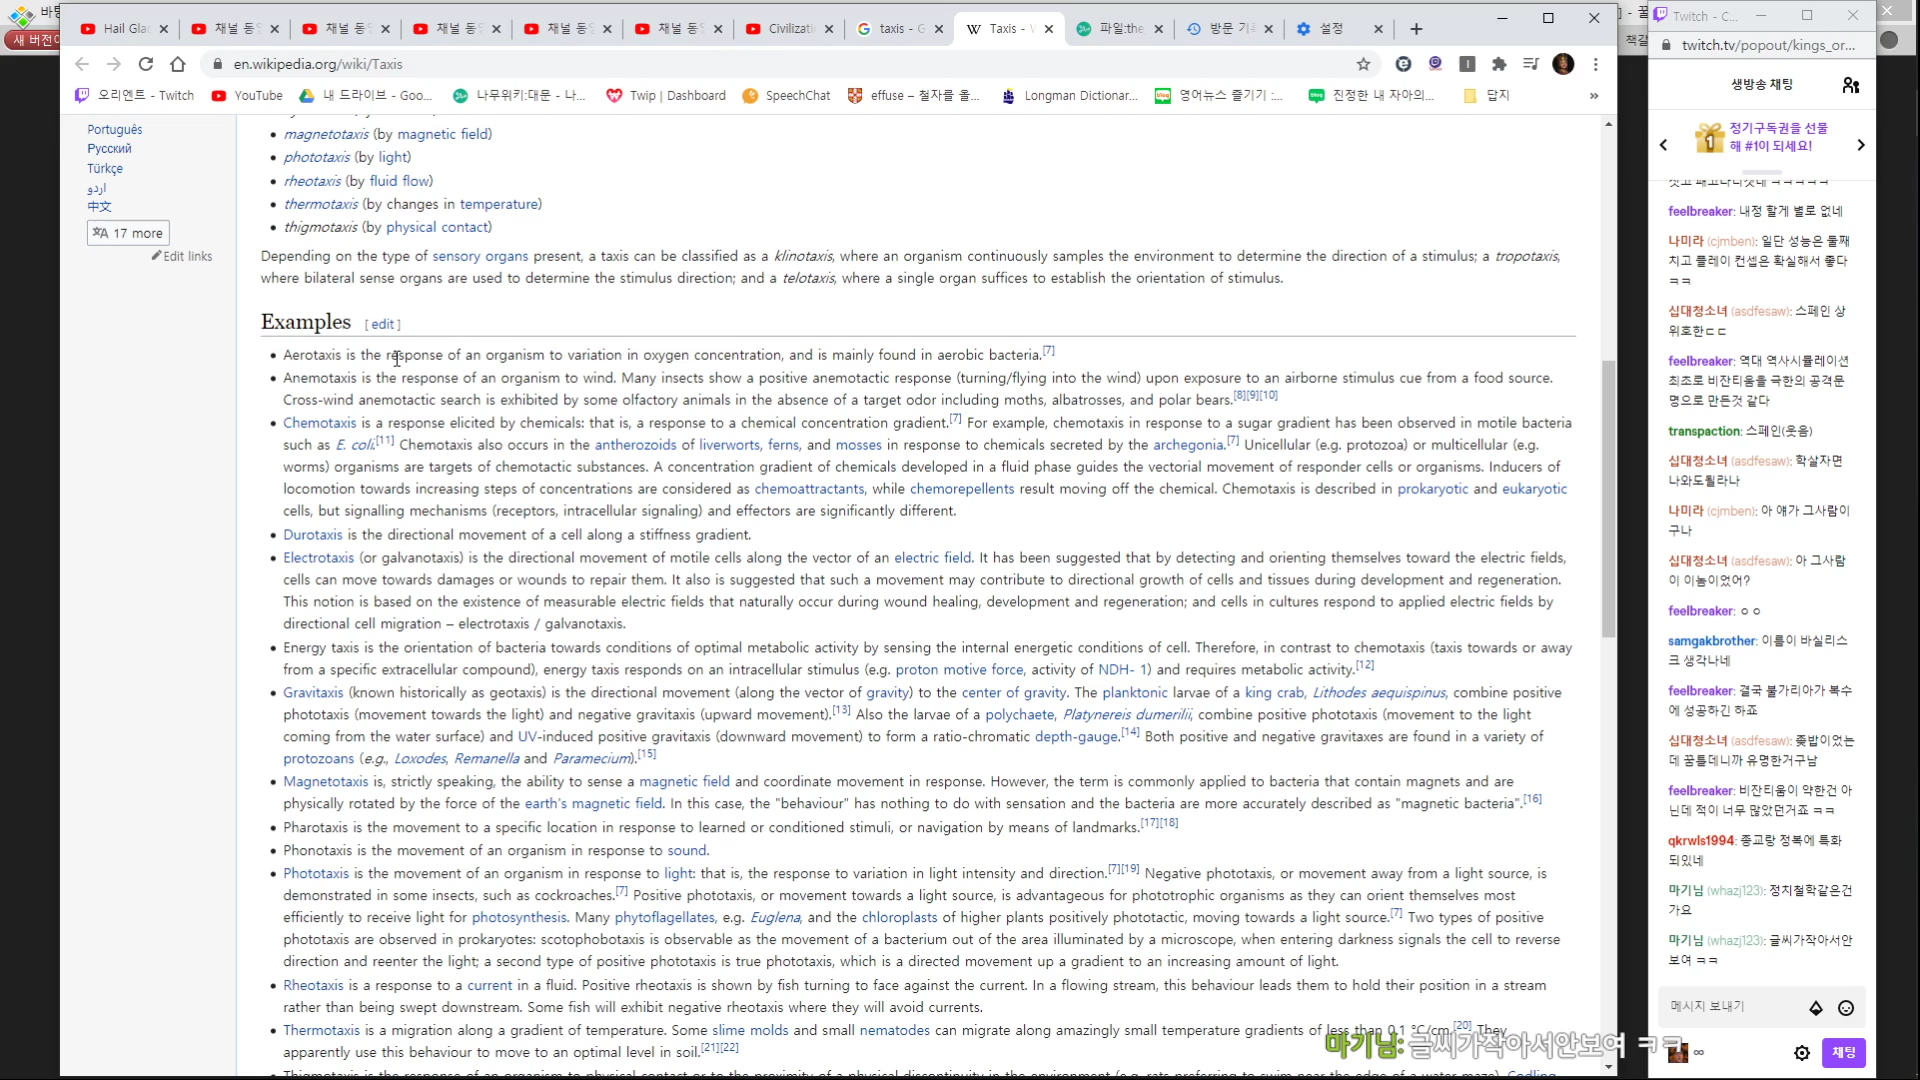 Hail Gla
채널 동
채널 동
채널 동
채널 동
채널 동
Civilizati
taxis - G
Taxis -
파일:the
방문 기
설정
en.wikipedia.org/wiki/Taxis
오리엔트 - Twitch
YouTube
내 드라이브 - Goo...
나무위키:대문 - 나...
Twip | Dashboard
SpeechChat
effuse – 철자를 올...
Longman Dictionar...
영어뉴스 즐기기 :...
진정한 내 자아의...
답지
Português
Русский
Türkçe
اردو
中文
17 more
Edit links
• magnetotaxis (by magnetic field)
• phototaxis (by light)
• rheotaxis (by fluid flow)
• thermotaxis (by changes in temperature)
• thigmotaxis (by physical contact)
Depending on the type of sensory organs present, a taxis can be classified as a klinotaxis, where an organism continuously samples the environment to determine the direction of a stimulus; a tropotaxis,
where bilateral sense organs are used to determine the stimulus direction; and a telotaxis, where a single organ suffices to establish the orientation of stimulus.
Examples [ edit ]
• Aerotaxis is the response of an organism to variation in oxygen concentration, and is mainly found in aerobic bacteria.[7]
• Anemotaxis is the response of an organism to wind. Many insects show a positive anemotactic response (turning/flying into the wind) upon exposure to an airborne stimulus cue from a food source.
Cross-wind anemotactic search is exhibited by some olfactory animals in the absence of a target odor including moths, albatrosses, and polar bears.[8][9][10]
• Chemotaxis is a response elicited by chemicals: that is, a response to a chemical concentration gradient.[7] For example, chemotaxis in response to a sugar gradient has been observed in motile bacteria
such as E. coli.[11] Chemotaxis also occurs in the antherozoids of liverworts, ferns, and mosses in response to chemicals secreted by the archegonia.[7] Unicellular (e.g. protozoa) or multicellular (e.g.
worms) organisms are targets of chemotactic substances. A concentration gradient of chemicals developed in a fluid phase guides the vectorial movement of responder cells or organisms. Inducers of
locomotion towards increasing steps of concentrations are considered as chemoattractants, while chemorepellents result moving off the chemical. Chemotaxis is described in prokaryotic and eukaryotic
cells, but signalling mechanisms (receptors, intracellular signaling) and effectors are significantly different.
• Durotaxis is the directional movement of a cell along a stiffness gradient.
• Electrotaxis (or galvanotaxis) is the directional movement of motile cells along the vector of an electric field. It has been suggested that by detecting and orienting themselves toward the electric fields,
cells can move towards damages or wounds to repair them. It also is suggested that such a movement may contribute to directional growth of cells and tissues during development and regeneration.
This notion is based on the existence of measurable electric fields that naturally occur during wound healing, development and regeneration; and cells in cultures respond to applied electric fields by
directional cell migration – electrotaxis / galvanotaxis.
• Energy taxis is the orientation of bacteria towards conditions of optimal metabolic activity by sensing the internal energetic conditions of cell. Therefore, in contrast to chemotaxis (taxis towards or away
from a specific extracellular compound), energy taxis responds on an intracellular stimulus (e.g. proton motive force, activity of NDH- 1) and requires metabolic activity.[12]
• Gravitaxis (known historically as geotaxis) is the directional movement (along the vector of gravity) to the center of gravity. The planktonic larvae of a king crab, Lithodes aequispinus, combine positive
phototaxis (movement towards the light) and negative gravitaxis (upward movement).[13] Also the larvae of a polychaete, Platynereis dumerilii, combine positive phototaxis (movement to the light
coming from the water surface) and UV-induced positive gravitaxis (downward movement) to form a ratio-chromatic depth-gauge.[14] Both positive and negative gravitaxes are found in a variety of
protozoans (e.g., Loxodes, Remanella and Paramecium).[15]
• Magnetotaxis is, strictly speaking, the ability to sense a magnetic field and coordinate movement in response. However, the term is commonly applied to bacteria that contain magnets and are
physically rotated by the force of the earth's magnetic field. In this case, the "behaviour" has nothing to do with sensation and the bacteria are more accurately described as "magnetic bacteria".[16]
• Pharotaxis is the movement to a specific location in response to learned or conditioned stimuli, or navigation by means of landmarks.[17][18]
• Phonotaxis is the movement of an organism in response to sound.
• Phototaxis is the movement of an organism in response to light: that is, the response to variation in light intensity and direction.[7][19] Negative phototaxis, or movement away from a light source, is
demonstrated in some insects, such as cockroaches.[7] Positive phototaxis, or movement towards a light source, is advantageous for phototrophic organisms as they can orient themselves most
efficiently to receive light for photosynthesis. Many phytoflagellates, e.g. Euglena, and the chloroplasts of higher plants positively phototactic, moving towards a light source.[7] Two types of positive
phototaxis are observed in prokaryotes: scotophobotaxis is observable as the movement of a bacterium out of the area illuminated by a microscope, when entering darkness signals the cell to reverse
direction and reenter the light; a second type of positive phototaxis is true phototaxis, which is a directed movement up a gradient to an increasing amount of light.
• Rheotaxis is a response to a current in a fluid. Positive rheotaxis is shown by fish turning to face against the current. In a flowing stream, this behaviour leads them to hold their position in a stream
rather than being swept downstream. Some fish will exhibit negative rheotaxis where they will avoid currents.
• Thermotaxis is a migration along a gradient of temperature. Some slime molds and small nematodes can migrate along amazingly small temperature gradients of less than 0.1 °C/cm.[20] They
apparently use this behaviour to move to an optimal level in soil.[21][22]
Twitch - C...
twitch.tv/popout/kings_or...
생방송 채팅
정기구독권을 선물
해 #1이 되세요!
feelbreaker: 내정 할게 별로 없네
나미라 (cjmben): 일단 성능은 둘째
치고 플레이 컨셉은 확실해서 좋다
ㅋㅋ
십대청소녀 (asdfesaw): 스페인 상
위호환ㄷㄷ
feelbreaker: 역대 역사시뮬레이션
최초로 비잔티움을 극한의 공격문
명으로 만든것 같다
transpaction: 스페인(웃음)
십대청소녀 (asdfesaw): 학살자면
나와도될라나
나미라 (cjmben): 아 얘가 그사람이
구나
십대청소녀 (asdfesaw): 아 그사람
이 이놈이었어?
feelbreaker: ㅇㅇ
samgakbrother: 이름이 바실리스
크 생각나네
feelbreaker: 결국 불가리아가 복수
에 성공하긴 하죠
십대청소녀 (asdfesaw): 좆밥이었는
데 꿈틀데니까 유명한거구남
feelbreaker: 비잔티움이 약한건 아
닌데 적이 너무 많았던거죠 ㅋㅋ
qkrwls1994: 종교랑 정복에 특화
되있네
마기님 (whazj123): 정치철학같은건
가요
마기님 (whazj123): 글씨가작아서안
보여 ㅋㅋ
메시지 보내기
채팅
마기님: 글씨가작아서안보여 ㅋㅋ